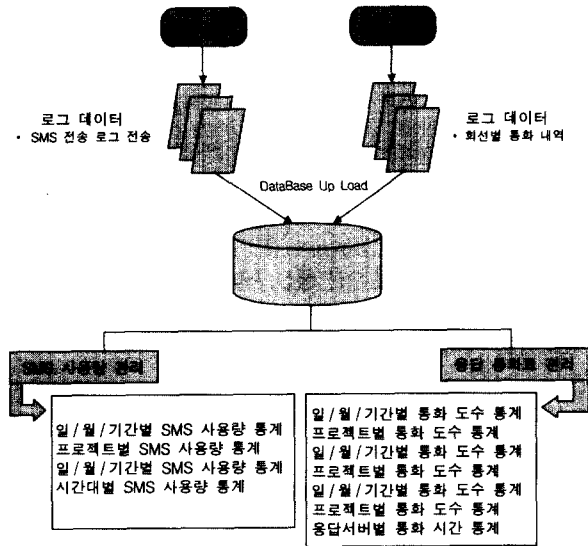 로그 데이터
• SMS 전송 로그 전송
로그 데이터
• 회선별 통화 내역
DataBase Up Load
SMS 사용량 관리
응답 통화료 관리
일/월/기간별 SMS 사용량 통계
프로젝트별 SMS 사용량 통계
일/월/기간별 SMS 사용량 통계
시간대별 SMS 사용량 통계
일/월/기간별 통화 도수 통계
프로젝트별 통화 도수 통계
일/월/기간별 통화 도수 통계
프로젝트별 통화 도수 통계
일/월/기간별 통화 도수 통계
프로젝트별 통화 도수 통계
응답서버별 통화 시간 통계